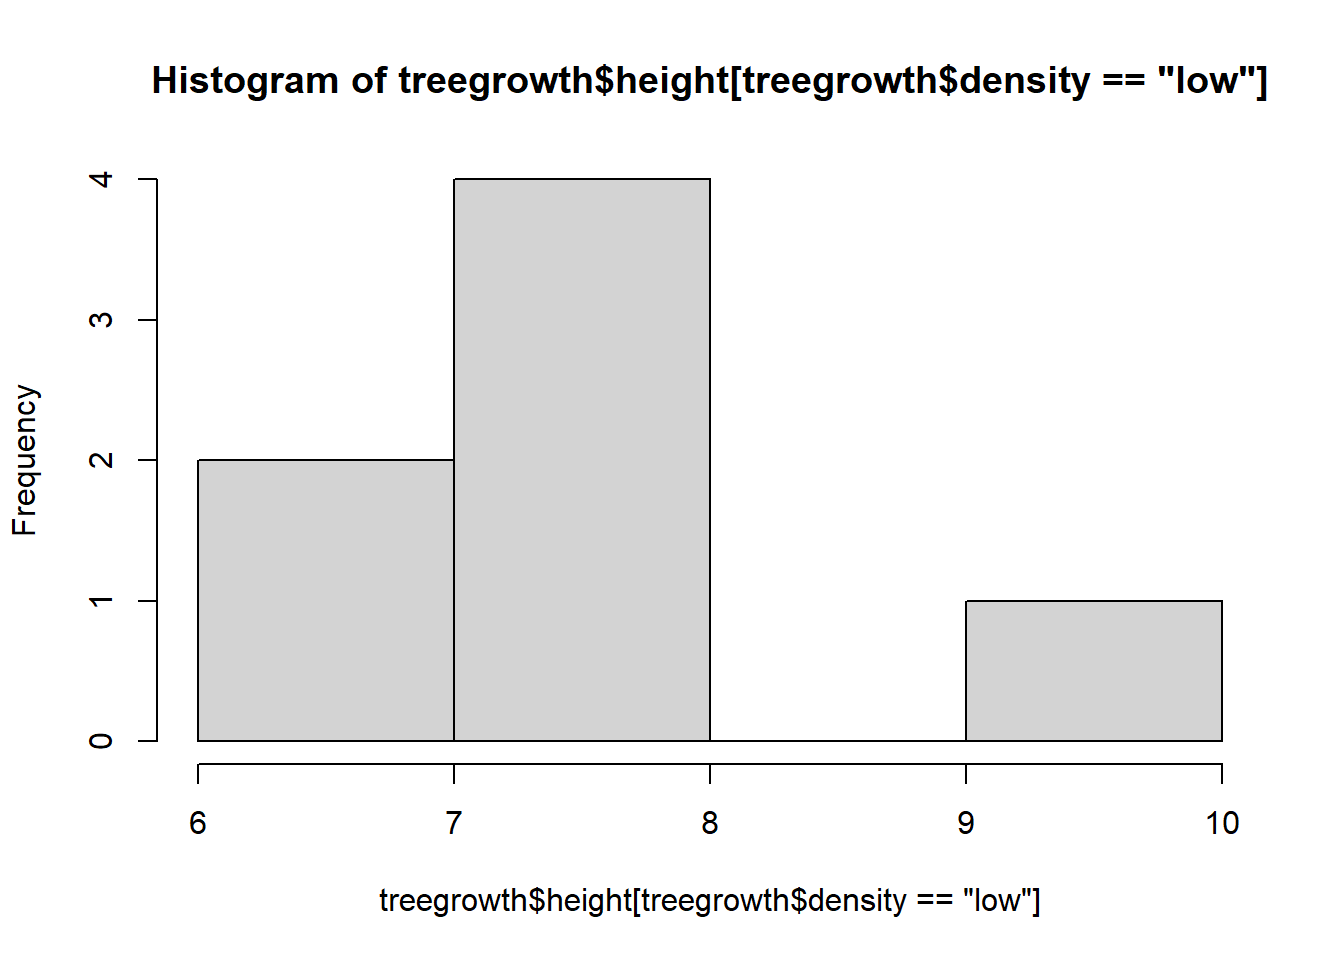 Histogram of treegrowth$height[treegrowth$density == "low"]
Frequency
4
3
2
1
0
6 7 8 9 10
treegrowth$height[treegrowth$density == "low"]